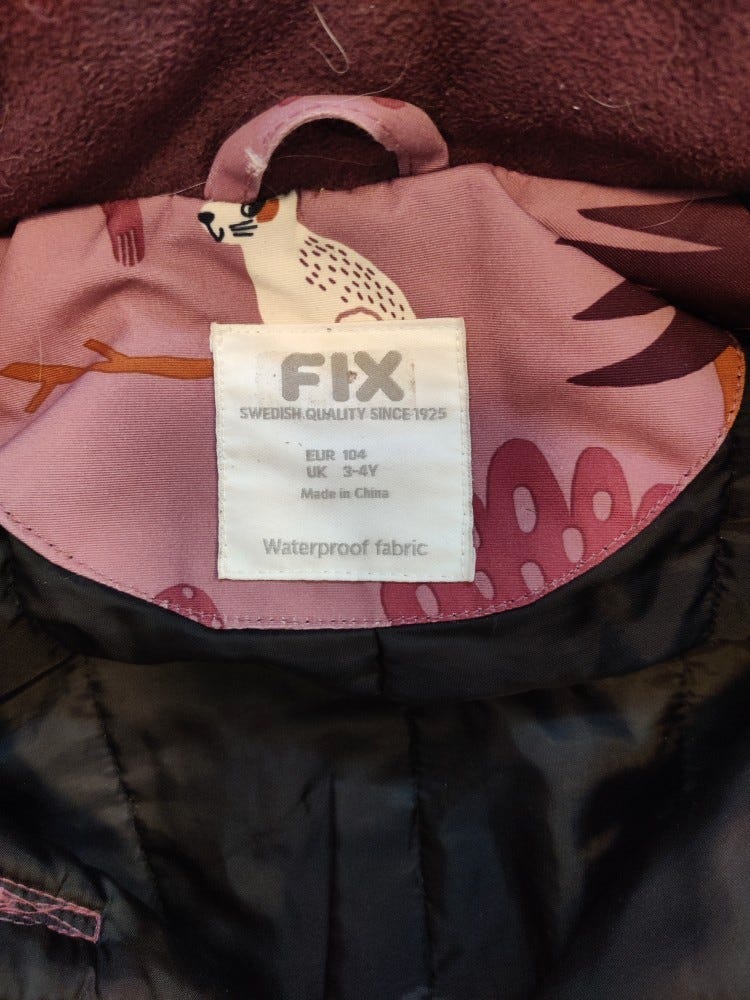 FIX
SWEDISH QUALITY SINCE 1925
EUR 104
UK 3-4Y
Made in China
Waterproof fabric